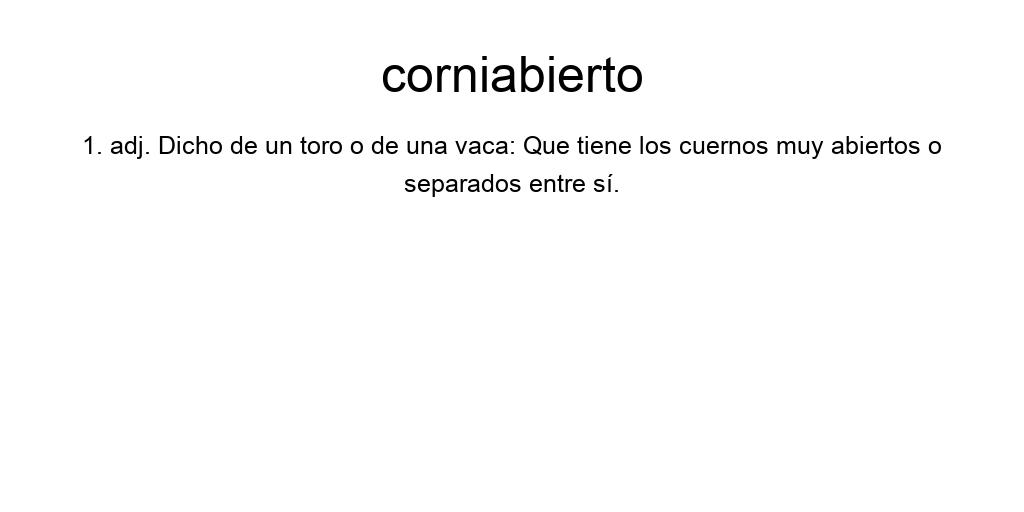 corniabierto
1. adj. Dicho de un toro o de una vaca: Que tiene los cuernos muy abiertos o
separados entre sí.